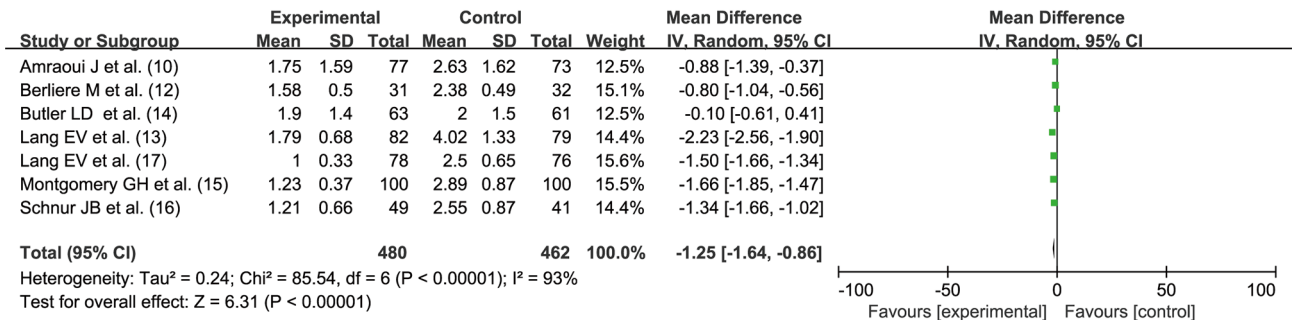 Experimental Control Mean Difference Mean Difference
Study or Subgroup Mean SD Total Mean SD Total Weight IV, Random, 95% CI IV, Random, 95% CI
Amraoui J et al. (10) 1.75 1.59 77 2.63 1.62 73 12.5% -0.88 [-1.39, -0.37]
Berliere M et al. (12) 1.58 0.5 31 2.38 0.49 32 15.1% -0.80 [-1.04, -0.56]
Butler LD et al. (14) 1.9 1.4 63 2 1.5 61 12.5% -0.10 [-0.61, 0.41]
Lang EV et al. (13) 1.79 0.68 82 4.02 1.33 79 14.4% -2.23 [-2.56, -1.90]
Lang EV et al. (17) 1 0.33 78 2.5 0.65 76 15.6% -1.50 [-1.66, -1.34]
Montgomery GH et al. (15) 1.23 0.37 100 2.89 0.87 100 15.5% -1.66 [-1.85, -1.47]
Schnur JB et al. (16) 1.21 0.66 49 2.55 0.87 41 14.4% -1.34 [-1.66, -1.02]
Total (95% CI) 480 462 100.0% -1.25 [-1.64, -0.86]
Heterogeneity: Tau² = 0.24; Chi² = 85.54, df = 6 (P < 0.00001); I² = 93%
Test for overall effect: Z = 6.31 (P < 0.00001)
-100 -50 0 50 100
Favours [experimental] Favours [control]